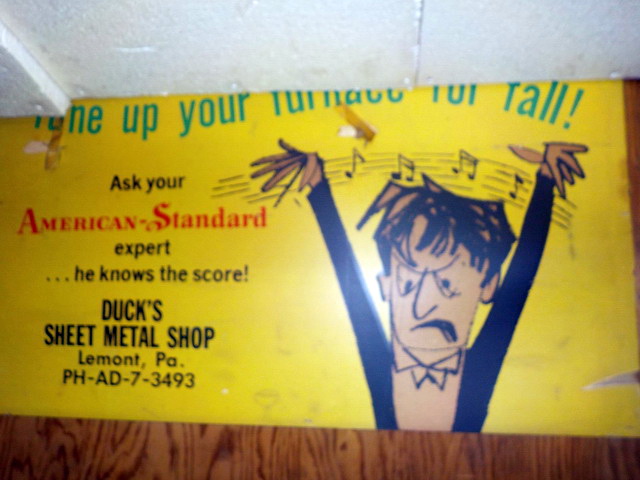 Tune up your furnace for fall!
Ask your
AMERICAN-Standard
expert
...he knows the score!
DUCK'S
SHEET METAL SHOP
Lemont, Pa.
PH-AD-7-3493